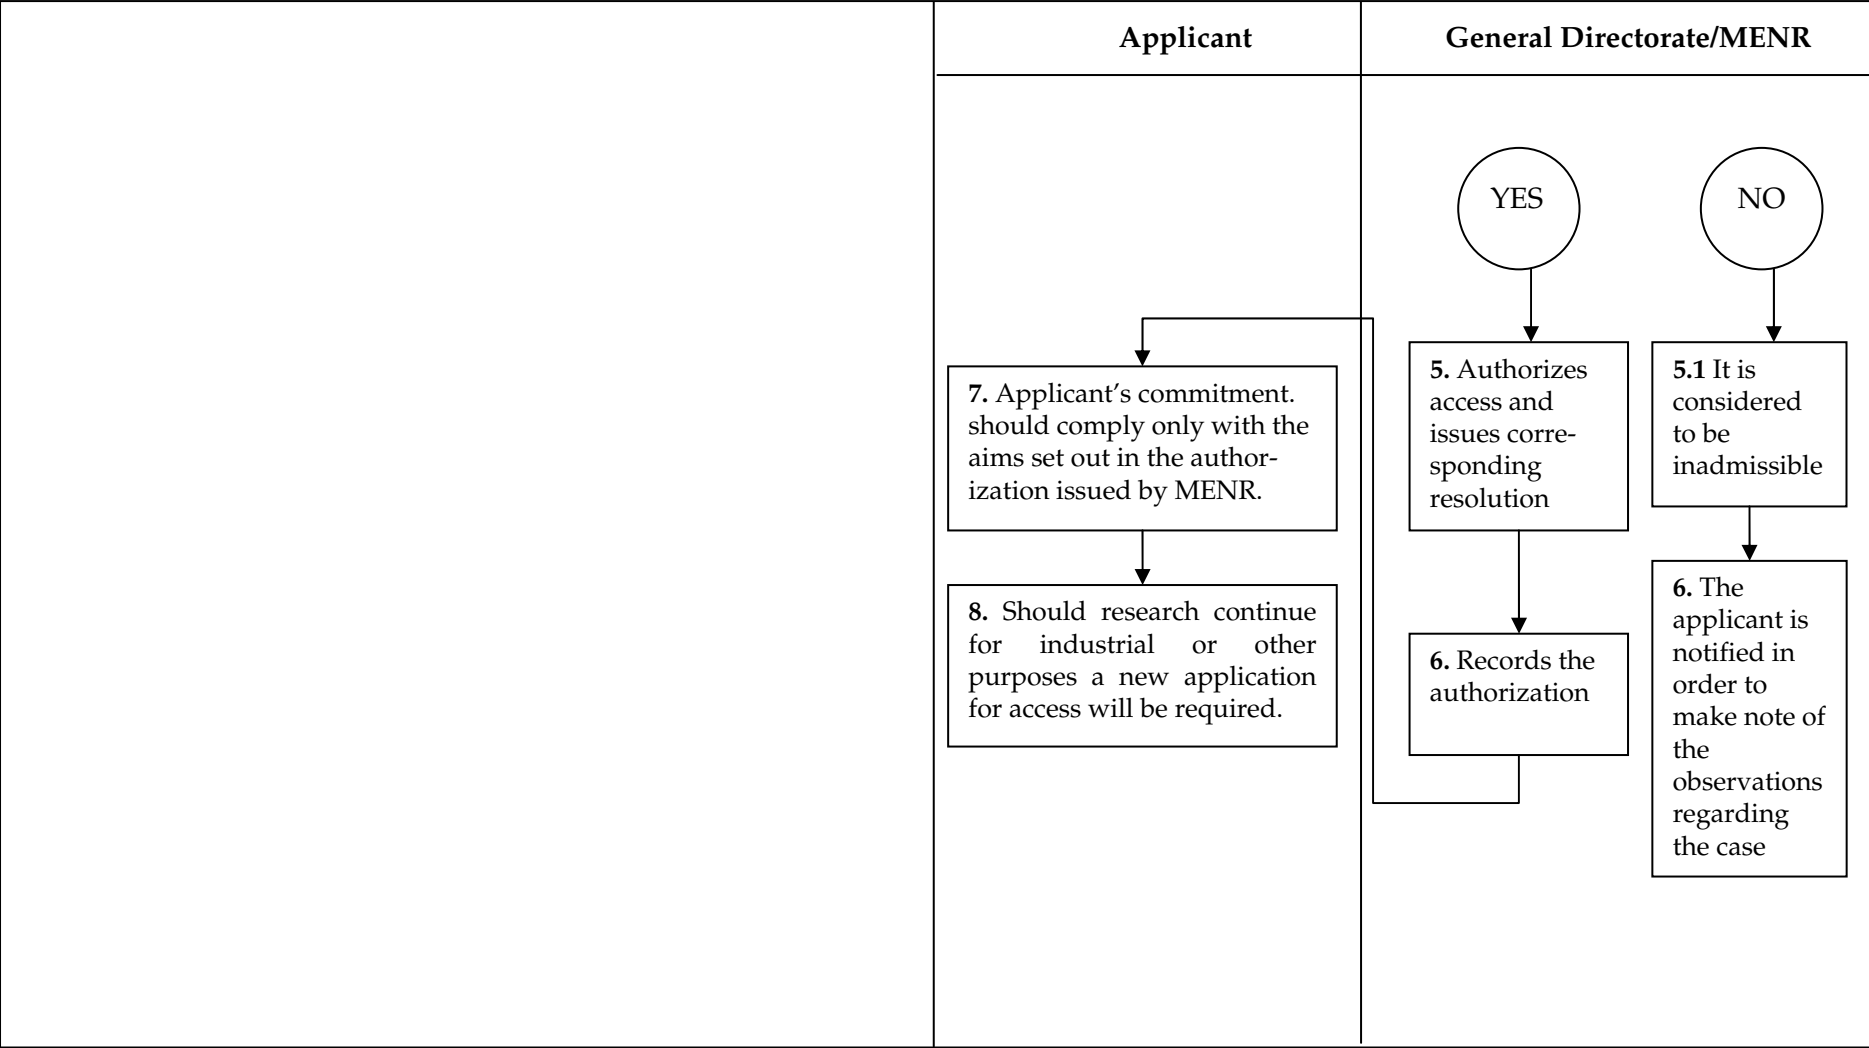 Applicant
General Directorate/MENR
YES
NO
7. Applicant's commitment.
should comply only with the
aims set out in the author-
ization issued by MENR.
8. Should research continue
for industrial or other
purposes a new application
for access will be required.
5. Authorizes
access and
issues corre-
sponding
resolution
6. Records the
authorization
5.1 It is
considered
to be
inadmissible
6. The
applicant is
notified in
order to
make note of
the
observations
regarding
the case